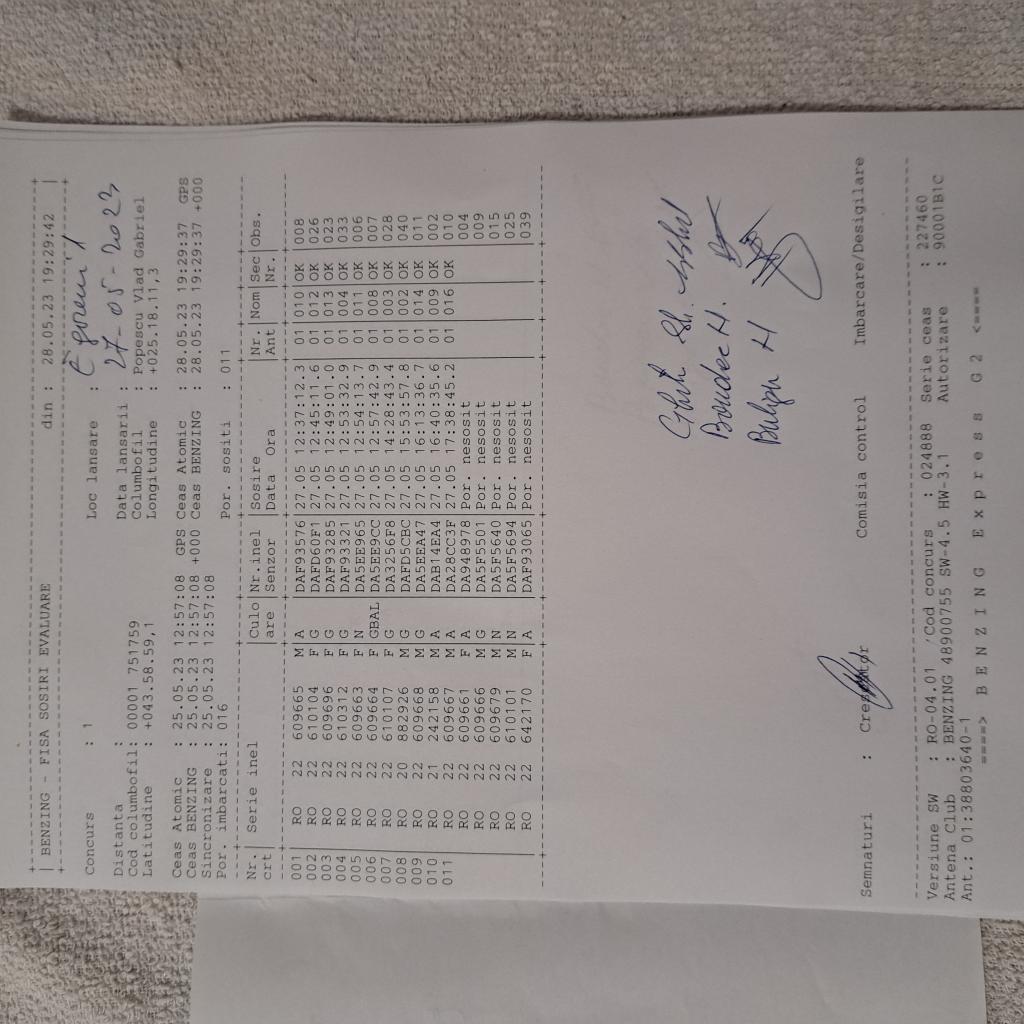 | BENZING - FISA SOSIRI EVALUARE din : 28.05.23 19:29:42 |
Concurs : 1 Loc lansare :
Distanta : Data lansarii : 27-05-2023
Cod columbofil: 00001 751759 Columbofil : Popescu Vlad Gabriel
Latitudine : +043.58.59,1 Longitudine : +025.18.11,3
Ceas Atomic : 25.05.23 12:57:08 GPS Ceas Atomic : 28.05.23 19:29:37 GPS
Ceas BENZING : 25.05.23 12:57:08 +000 Ceas BENZING : 28.05.23 19:29:37 +000
Sincronizare : 25.05.23 12:57:08
Por. imbarcati: 016 Por. sositi : 011
Nr. | Serie inel |Culo |Nr.inel |Sosire |Nr. |Nom |Sec |Obs.
crt |are |Senzor |Data Ora |Ant |Nr.
001 RO 22 609665 M A DAF93576 27.05 12:37:12.3 01 010 OK 008
002 RO 22 610104 F G DAFD60F1 27.05 12:45:11.6 01 012 OK 026
003 RO 22 609696 F G DAF93285 27.05 12:49:01.0 01 013 OK 023
004 RO 22 610312 F G DAF93321 27.05 12:53:32.9 01 004 OK 033
005 RO 22 609663 F N DA5EE965 27.05 12:54:13.7 01 011 OK 006
006 RO 22 609664 F GBAL DA5EE9CC 27.05 12:57:42.9 01 008 OK 007
007 RO 22 610107 F G DA3256F8 27.05 14:28:43.4 01 003 OK 028
008 RO 20 882926 M G DAFD5CBC 27.05 15:53:57.8 01 002 OK 040
009 RO 22 609668 M G DA5EEA47 27.05 16:13:36.7 01 014 OK 011
010 RO 21 242158 M A DAB14EA4 27.05 16:40:35.6 01 009 OK 002
011 RO 22 609667 M A DA28CC3F 27.05 17:38:45.2 01 016 OK 010
RO 22 609661 F A DA948978 Por. nesosit 004
RO 22 609666 M G DA5F5501 Por. nesosit 009
RO 22 609679 M N DA5F5640 Por. nesosit 015
RO 22 610101 M N DA5F5694 Por. nesosit 025
RO 22 642170 F A DAF93065 Por. nesosit 039
Semnaturi : Crescator Comisia control Imbarcare/Desigilare
Versiune SW : RO-04.01 /Cod concurs : 024888 Serie ceas : 227460
Antena Club : BENZING 48900755 SW-4.5 HW-3.1 Autorizare : 90001B1C
Ant.: 01:38803640-1
====> B E N Z I N G E x p r e s s G 2 <====